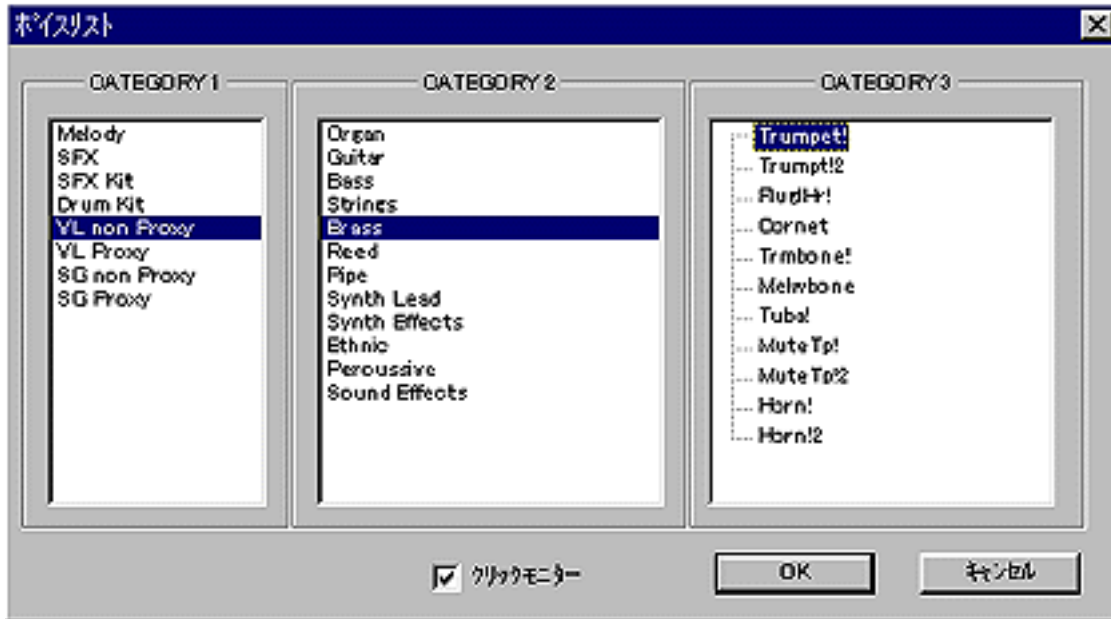 ボイスリスト
CATEGORY 1
Melody
SFX
SFX Kit
Drum Kit
VL non Proxy
VL Proxy
SG non Proxy
SG Proxy
CATEGORY 2
Organ
Guitar
Bass
Strings
Brass
Reed
Pipe
Synth Lead
Synth Effects
Ethnic
Percussive
Sound Effects
CATEGORY 3
Trumpet!
Trumpt!2
FluglHr!
Cornet
Trmbone!
Melwbone
Tuba!
MuteTp!
MuteTp!2
Horn!
Horn!2
クリックモニター
OK
キャンセル